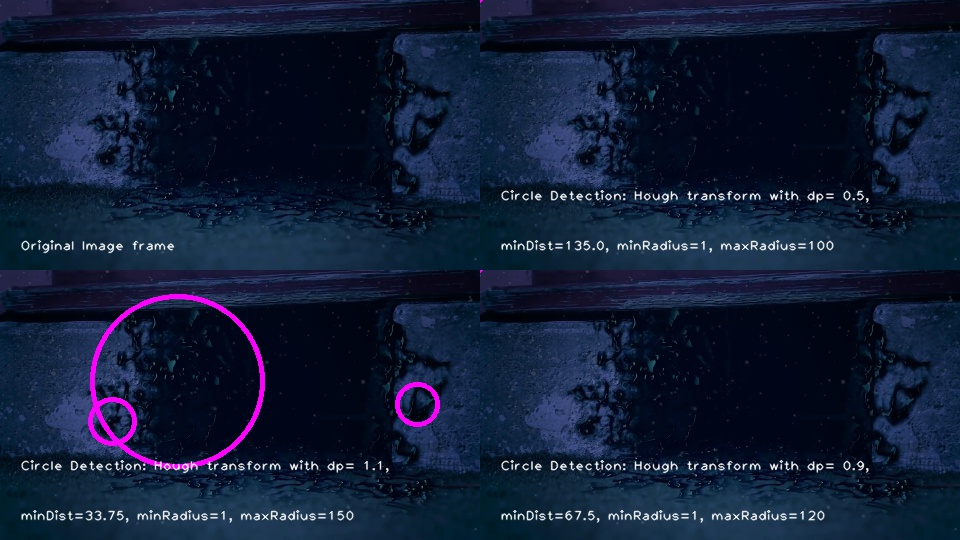 Original Image frame
Circle Detection: Hough transform with dp= 0.5,
minDist=135.0, minRadius=1, maxRadius=100
Circle Detection: Hough transform with dp= 1.1,
minDist=33.75, minRadius=1, maxRadius=150
Circle Detection: Hough transform with dp= 0.9,
minDist=67.5, minRadius=1, maxRadius=120